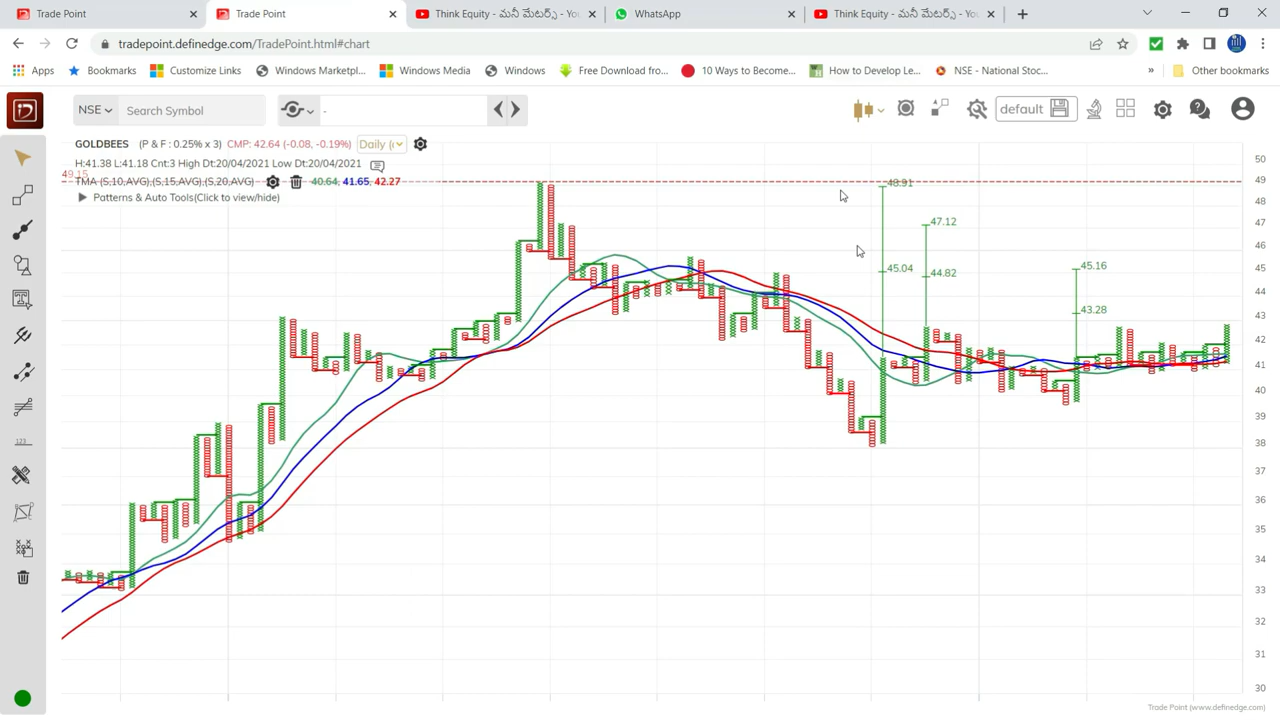 Trade Point
Trade Point
Think Equity - మనీ మేటర్స్ - You
WhatsApp
Think Equity - మనీ మేటర్స్ - You
tradepoint.definedge.com/TradePoint.html#chart
Apps
Bookmarks
Customize Links
Windows Marketpl...
Windows Media
Windows
Free Download fro...
10 Ways to Become...
How to Develop Le...
NSE - National Stoc...
»
Other bookmarks
NSE
Search Symbol
-
default
GOLDBEES (P & F : 0.25% x 3) CMP: 42.64 (-0.08, -0.19%) Daily (
H:41.38 L:41.18 Cnt:3 High Dt:20/04/2021 Low Dt:20/04/2021
49.15
TMA (S,10,AVG),(S,15,AVG),(S,20,AVG) 40.64, 41.65, 42.27
Patterns & Auto Tools(Click to view/hide)
48.91
47.12
45.04
44.82
45.16
43.28
50
49
48
47
46
45
44
43
42
41
40
39
38
37
36
35
34
33
32
31
30
123
Trade Point (www.definedge.com)